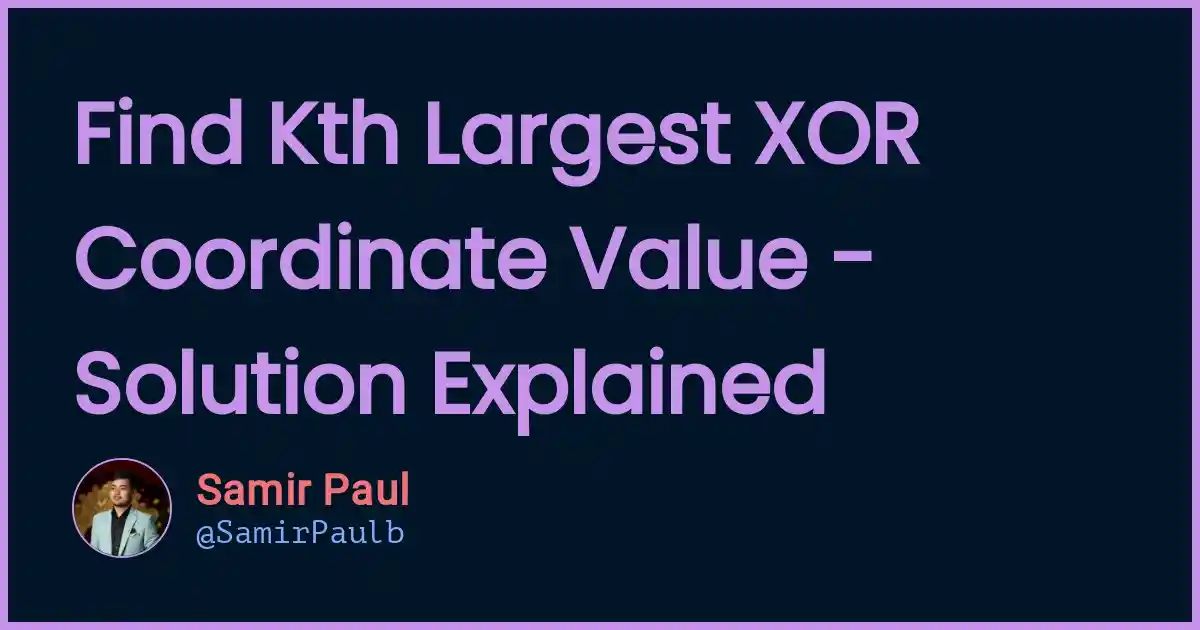 Find Kth Largest XOR
Coordinate Value -
Solution Explained
Samir Paul
@SamirPaulb